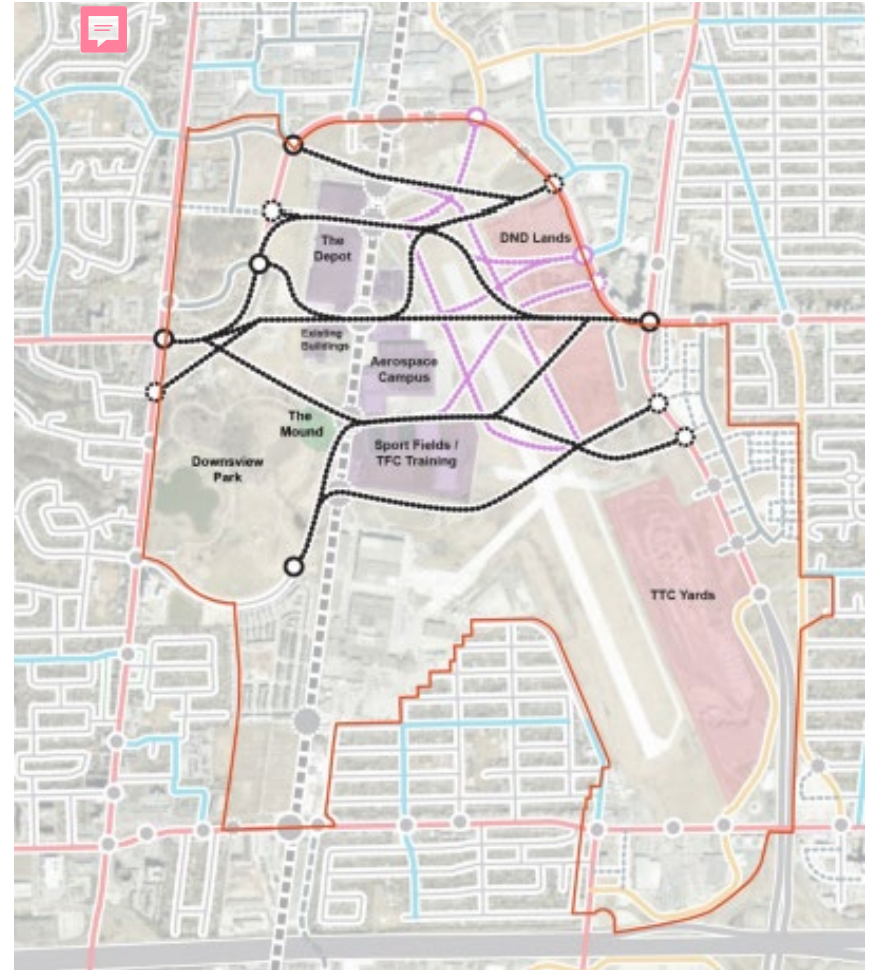 DND Lands
The
Depot
Existing
Buildings
Aerospace
Campus
The
Mound
Sport Fields /
TFC Training
Downsview
Park
TTC Yards